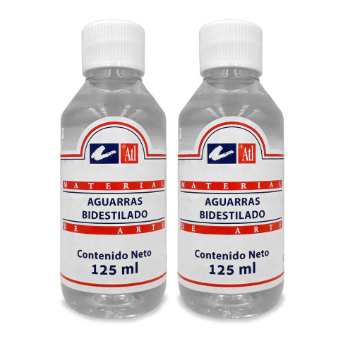 Atl
MATERIAL
AGUARRAS
BIDESTILADO
DE ARTE
Contenido Neto
125 ml
Atl
MATERIAL
AGUARRAS
BIDESTILADO
DE ARTE
Contenido Neto
125 ml